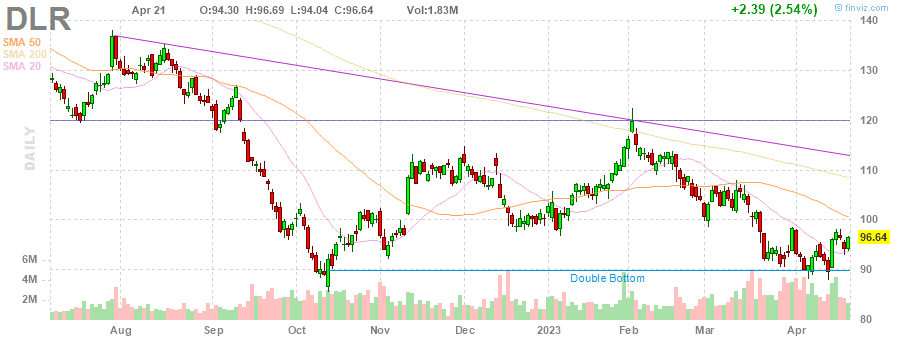 DLR Apr 21 O:94.30 H:96.69 L:94.04 C:96.64 Vol:1.83M +2.39 (2.54%) © finviz.com
SMA 50
SMA 200
SMA 20
DAILY
140
130
120
110
100
96.64
90
80
6M
4M
2M
Double Bottom
Aug Sep Oct Nov Dec 2023 Feb Mar Apr